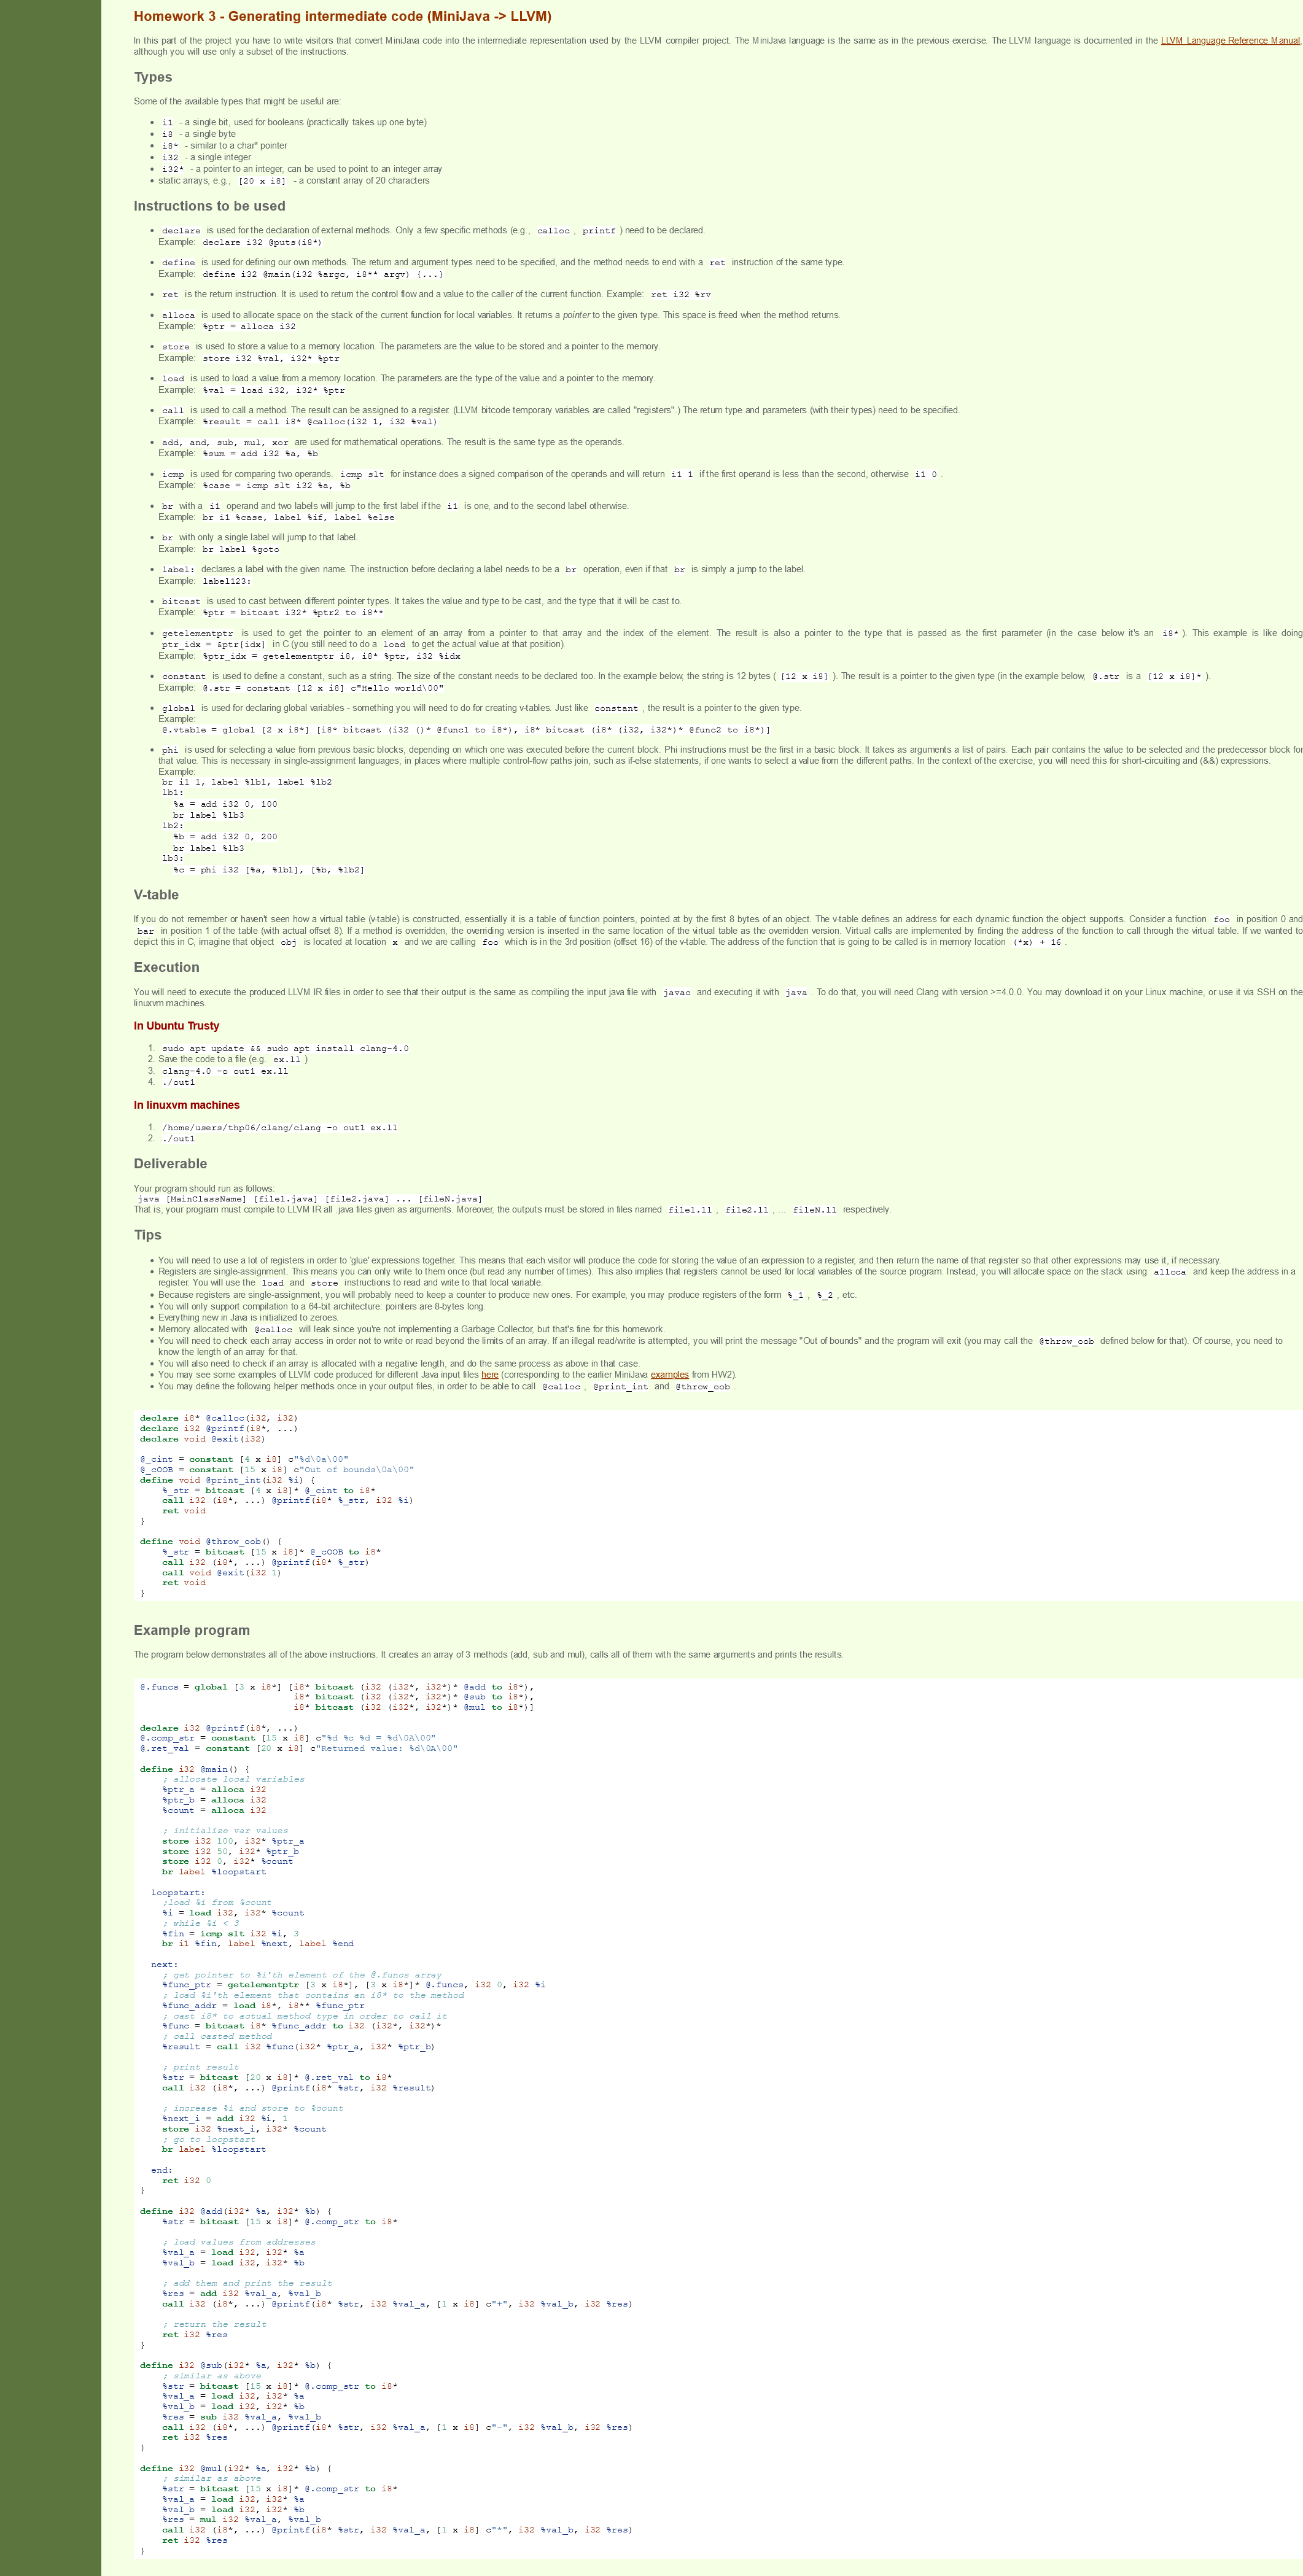 Homework 3 - Generating intermediate code (MiniJava -> LLVM)
In this part of the project you have to write visitors that convert MiniJava code into the intermediate representation used by the LLVM compiler project. The MiniJava language is the same as in the previous exercise. The LLVM language is documented in the LLVM Language Reference Manual,
although you will use only a subset of the instructions.
Types
Some of the available types that might be useful are:
• i1 - a single bit, used for booleans (practically takes up one byte)
• i8 - a single byte
• i8* - similar to a char* pointer
• i32 - a single integer
• i32* - a pointer to an integer, can be used to point to an integer array
• static arrays, e.g., [20 x i8] - a constant array of 20 characters
Instructions to be used
• declare is used for the declaration of external methods. Only a few specific methods (e.g., calloc, printf) need to be declared.
Example: declare i32 @puts(i8*)
• define is used for defining our own methods. The return and argument types need to be specified, and the method needs to end with a ret instruction of the same type.
Example: define i32 @main(i32 %argc, i8** argv) {...}
• ret is the return instruction. It is used to return the control flow and a value to the caller of the current function. Example: ret i32 %rv
• alloca is used to allocate space on the stack of the current function for local variables. It returns a pointer to the given type. This space is freed when the method returns.
Example: %ptr = alloca i32
• store is used to store a value to a memory location. The parameters are the value to be stored and a pointer to the memory.
Example: store i32 %val, i32* %ptr
• load is used to load a value from a memory location. The parameters are the type of the value and a pointer to the memory.
Example: %val = load i32, i32* %ptr
• call is used to call a method. The result can be assigned to a register. (LLVM bitcode temporary variables are called "registers".) The return type and parameters (with their types) need to be specified.
Example: %result = call i8* @calloc(i32 1, i32 %val)
• add, and, sub, mul, xor are used for mathematical operations. The result is the same type as the operands.
Example: %sum = add i32 %a, %b
• icmp is used for comparing two operands. icmp slt for instance does a signed comparison of the operands and will return i1 1 if the first operand is less than the second, otherwise i1 0.
Example: %case = icmp slt i32 %a, %b
• br with a i1 operand and two labels will jump to the first label if the i1 is one, and to the second label otherwise.
Example: br i1 %case, label %if, label %else
• br with only a single label will jump to that label.
Example: br label %goto
• label: declares a label with the given name. The instruction before declaring a label needs to be a br operation, even if that br is simply a jump to the label.
Example: label123:
• bitcast is used to cast between different pointer types. It takes the value and type to be cast, and the type that it will be cast to.
Example: %ptr = bitcast i32* %ptr2 to i8**
• getelementptr is used to get the pointer to an element of an array from a pointer to that array and the index of the element. The result is also a pointer to the type that is passed as the first parameter (in the case below it's an i8*). This example is like doing
ptr_idx = &ptr[idx] in C (you still need to do a load to get the actual value at that position).
Example: %ptr_idx = getelementptr i8, i8* %ptr, i32 %idx
• constant is used to define a constant, such as a string. The size of the constant needs to be declared too. In the example below, the string is 12 bytes ([12 x i8]). The result is a pointer to the given type (in the example below, @.str is a [12 x i8]*).
Example: @.str = constant [12 x i8] c"Hello world\00"
• global is used for declaring global variables - something you will need to do for creating v-tables. Just like constant, the result is a pointer to the given type.
Example:
@.vtable = global [2 x i8*] [i8* bitcast (i32 ()* @func1 to i8*), i8* bitcast (i8* (i32, i32*)* @func2 to i8*)]
• phi is used for selecting a value from previous basic blocks, depending on which one was executed before the current block. Phi instructions must be the first in a basic block. It takes as arguments a list of pairs. Each pair contains the value to be selected and the predecessor block for
that value. This is necessary in single-assignment languages, in places where multiple control-flow paths join, such as if-else statements, if one wants to select a value from the different paths. In the context of the exercise, you will need this for short-circuiting and (&&) expressions.
Example:
br i1 1, label %lb1, label %lb2
lb1:
%a = add i32 0, 100
br label %lb3
lb2:
%b = add i32 0, 200
br label %lb3
lb3:
%c = phi i32 [%a, %lb1], [%b, %lb2]
V-table
If you do not remember or haven't seen how a virtual table (v-table) is constructed, essentially it is a table of function pointers, pointed at by the first 8 bytes of an object. The v-table defines an address for each dynamic function the object supports. Consider a function foo in position 0 and
bar in position 1 of the table (with actual offset 8). If a method is overridden, the overriding version is inserted in the same location of the virtual table as the overridden version. Virtual calls are implemented by finding the address of the function to call through the virtual table. If we wanted to
depict this in C, imagine that object obj is located at location x and we are calling foo which is in the 3rd position (offset 16) of the v-table. The address of the function that is going to be called is in memory location (*x) + 16.
Execution
You will need to execute the produced LLVM IR files in order to see that their output is the same as compiling the input java file with javac and executing it with java. To do that, you will need Clang with version >=4.0.0. You may download it on your Linux machine, or use it via SSH on the
linuxvm machines.
In Ubuntu Trusty
1. sudo apt update && sudo apt install clang-4.0
2. Save the code to a file (e.g. ex.ll)
3. clang-4.0 -o out1 ex.ll
4. ./out1
In linuxvm machines
1. /home/users/thp06/clang/clang -o out1 ex.ll
2. ./out1
Deliverable
Your program should run as follows:
java [MainClassName] [file1.java] [file2.java] ... [fileN.java]
That is, your program must compile to LLVM IR all .java files given as arguments. Moreover, the outputs must be stored in files named file1.ll, file2.ll, ... fileN.ll respectively.
Tips
• You will need to use a lot of registers in order to 'glue' expressions together. This means that each visitor will produce the code for storing the value of an expression to a register, and then return the name of that register so that other expressions may use it, if necessary.
• Registers are single-assignment. This means you can only write to them once (but read any number of times). This also implies that registers cannot be used for local variables of the source program. Instead, you will allocate space on the stack using alloca and keep the address in a
register. You will use the load and store instructions to read and write to that local variable.
• Because registers are single-assignment, you will probably need to keep a counter to produce new ones. For example, you may produce registers of the form %_1, %_2, etc.
• You will only support compilation to a 64-bit architecture: pointers are 8-bytes long.
• Everything new in Java is initialized to zeroes.
• Memory allocated with @calloc will leak since you're not implementing a Garbage Collector, but that's fine for this homework.
• You will need to check each array access in order not to write or read beyond the limits of an array. If an illegal read/write is attempted, you will print the message "Out of bounds" and the program will exit (you may call the @throw_oob defined below for that). Of course, you need to
know the length of an array for that.
• You will also need to check if an array is allocated with a negative length, and do the same process as above in that case.
• You may see some examples of LLVM code produced for different Java input files here (corresponding to the earlier MiniJava examples from HW2).
• You may define the following helper methods once in your output files, in order to be able to call @calloc, @print_int and @throw_oob.
declare i8* @calloc(i32, i32)
declare i32 @printf(i8*, ...)
declare void @exit(i32)
@_cint = constant [4 x i8] c"%d\0a\00"
@_cOOB = constant [15 x i8] c"Out of bounds\0a\00"
define void @print_int(i32 %i) {
%_str = bitcast [4 x i8]* @_cint to i8*
call i32 (i8*, ...) @printf(i8* %_str, i32 %i)
ret void
}
define void @throw_oob() {
%_str = bitcast [15 x i8]* @_cOOB to i8*
call i32 (i8*, ...) @printf(i8* %_str)
call void @exit(i32 1)
ret void
}
Example program
The program below demonstrates all of the above instructions. It creates an array of 3 methods (add, sub and mul), calls all of them with the same arguments and prints the results.
@.funcs = global [3 x i8*] [i8* bitcast (i32 (i32*, i32*)* @add to i8*),
i8* bitcast (i32 (i32*, i32*)* @sub to i8*),
i8* bitcast (i32 (i32*, i32*)* @mul to i8*)]
declare i32 @printf(i8*, ...)
@.comp_str = constant [15 x i8] c"%d %c %d = %d\0A\00"
@.ret_val = constant [20 x i8] c"Returned value: %d\0A\00"
define i32 @main() {
; allocate local variables
%ptr_a = alloca i32
%ptr_b = alloca i32
%count = alloca i32
; initialize var values
store i32 100, i32* %ptr_a
store i32 50, i32* %ptr_b
store i32 0, i32* %count
br label %loopstart
loopstart:
;load %i from %count
%i = load i32, i32* %count
; while %i < 3
%fin = icmp slt i32 %i, 3
br i1 %fin, label %next, label %end
next:
; get pointer to %i'th element of the @.funcs array
%func_ptr = getelementptr [3 x i8*], [3 x i8*]* @.funcs, i32 0, i32 %i
; load %i'th element that contains an i8* to the method
%func_addr = load i8*, i8** %func_ptr
; cast i8* to actual method type in order to call it
%func = bitcast i8* %func_addr to i32 (i32*, i32*)*
; call casted method
%result = call i32 %func(i32* %ptr_a, i32* %ptr_b)
; print result
%str = bitcast [20 x i8]* @.ret_val to i8*
call i32 (i8*, ...) @printf(i8* %str, i32 %result)
; increase %i and store to %count
%next_i = add i32 %i, 1
store i32 %next_i, i32* %count
; go to loopstart
br label %loopstart
end:
ret i32 0
}
define i32 @add(i32* %a, i32* %b) {
%str = bitcast [15 x i8]* @.comp_str to i8*
; load values from addresses
%val_a = load i32, i32* %a
%val_b = load i32, i32* %b
; add them and print the result
%res = add i32 %val_a, %val_b
call i32 (i8*, ...) @printf(i8* %str, i32 %val_a, [1 x i8] c"+", i32 %val_b, i32 %res)
; return the result
ret i32 %res
}
define i32 @sub(i32* %a, i32* %b) {
; similar as above
%str = bitcast [15 x i8]* @.comp_str to i8*
%val_a = load i32, i32* %a
%val_b = load i32, i32* %b
%res = sub i32 %val_a, %val_b
call i32 (i8*, ...) @printf(i8* %str, i32 %val_a, [1 x i8] c"-", i32 %val_b, i32 %res)
ret i32 %res
}
define i32 @mul(i32* %a, i32* %b) {
; similar as above
%str = bitcast [15 x i8]* @.comp_str to i8*
%val_a = load i32, i32* %a
%val_b = load i32, i32* %b
%res = mul i32 %val_a, %val_b
call i32 (i8*, ...) @printf(i8* %str, i32 %val_a, [1 x i8] c"*", i32 %val_b, i32 %res)
ret i32 %res
}